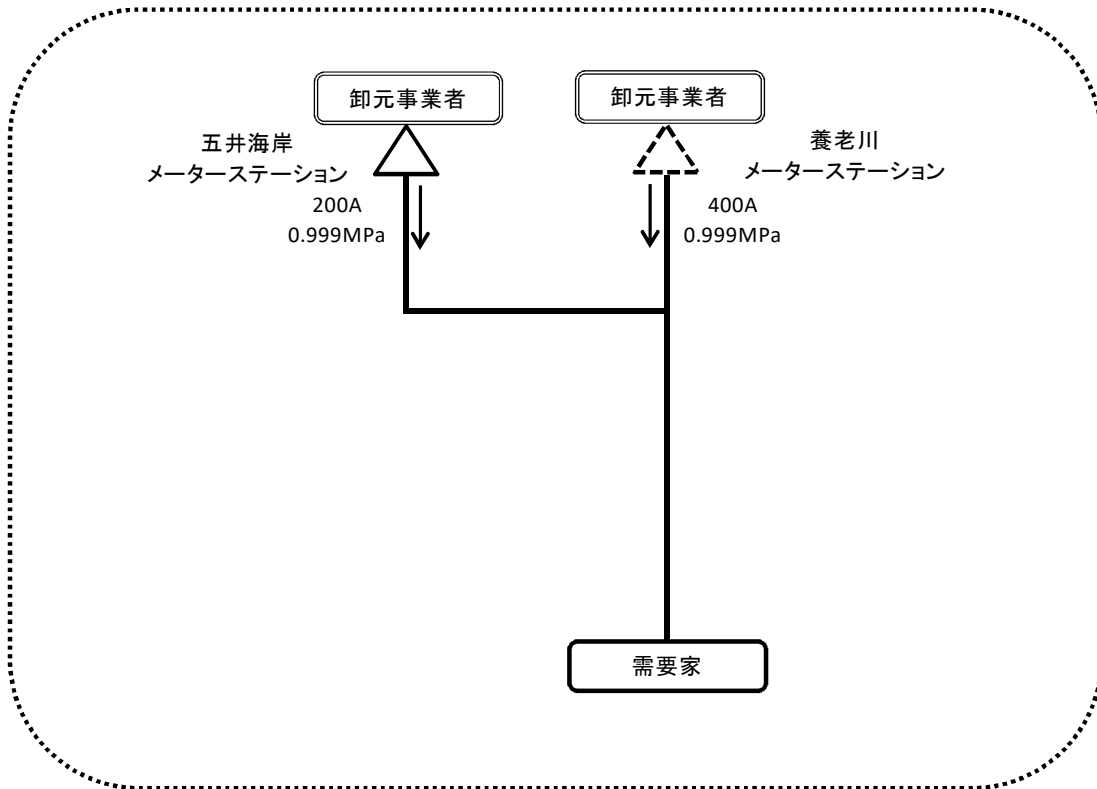 卸元事業者
卸元事業者
五井海岸
メーターステーション
養老川
メーターステーション
200A
0.999MPa
400A
0.999MPa
需要家